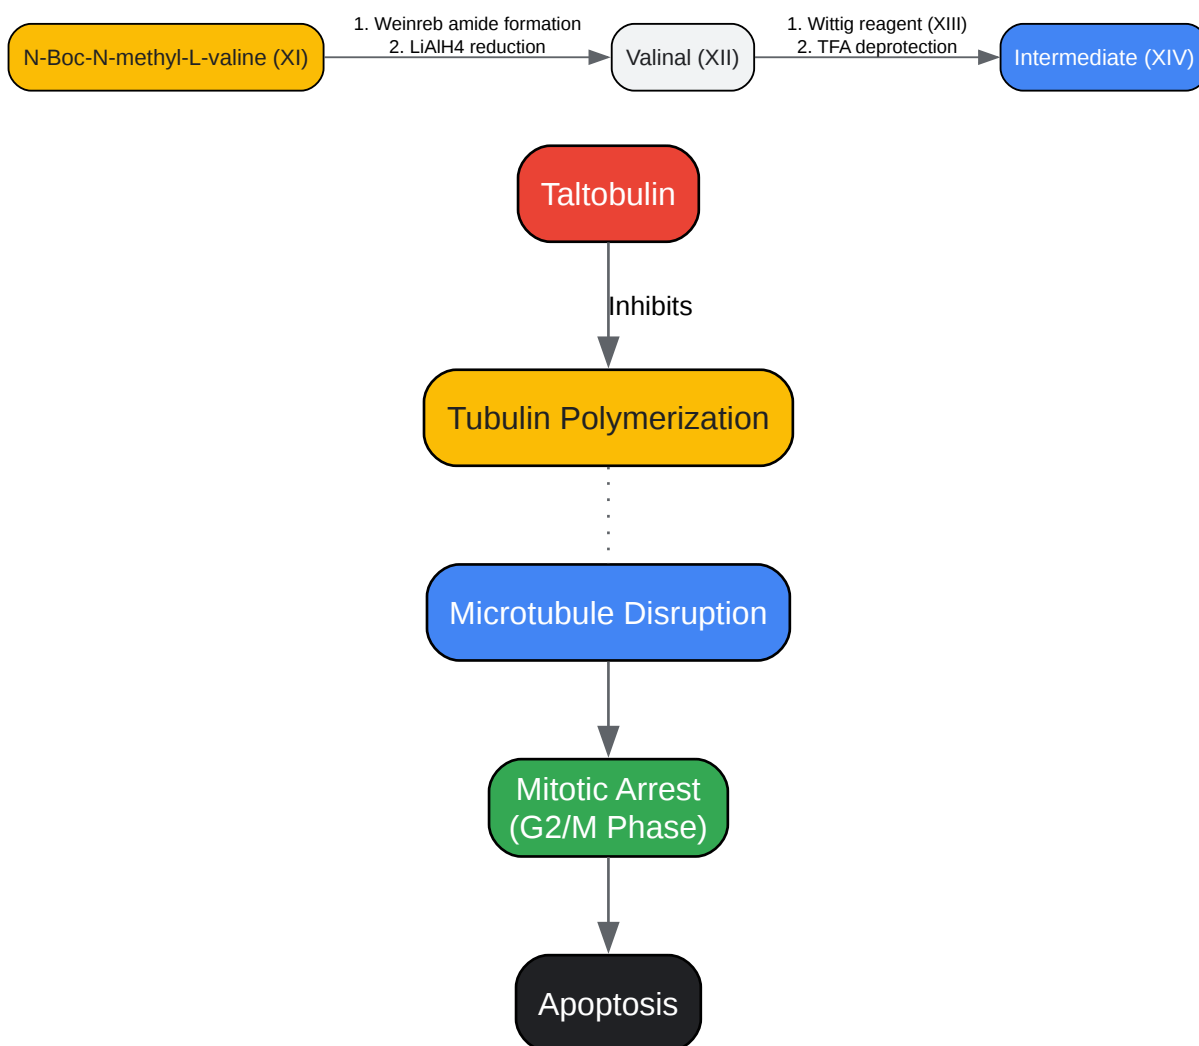 N-Boc-N-methyl-L-valine (XI)
1. Weinreb amide formation
2. LiAlH4 reduction
Valinal (XII)
1. Wittig reagent (XIII)
2. TFA deprotection
Intermediate (XIV)
Taltobulin
Inhibits
Tubulin Polymerization
Microtubule Disruption
Mitotic Arrest
(G2/M Phase)
Apoptosis